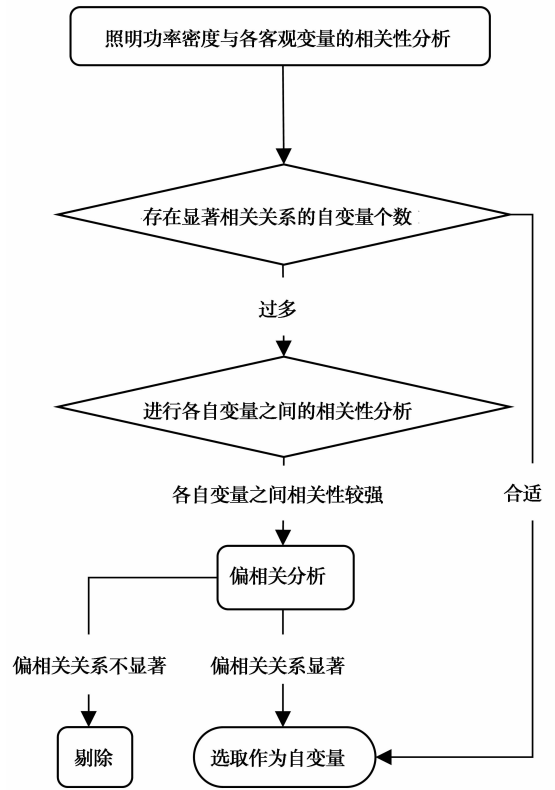 照明功率密度与各客观变量的相关性分析
存在显著相关关系的自变量个数
过多
进行各自变量之间的相关性分析
各自变量之间相关性较强
合适
偏相关分析
偏相关关系不显著
偏相关关系显著
剔除
选取作为自变量